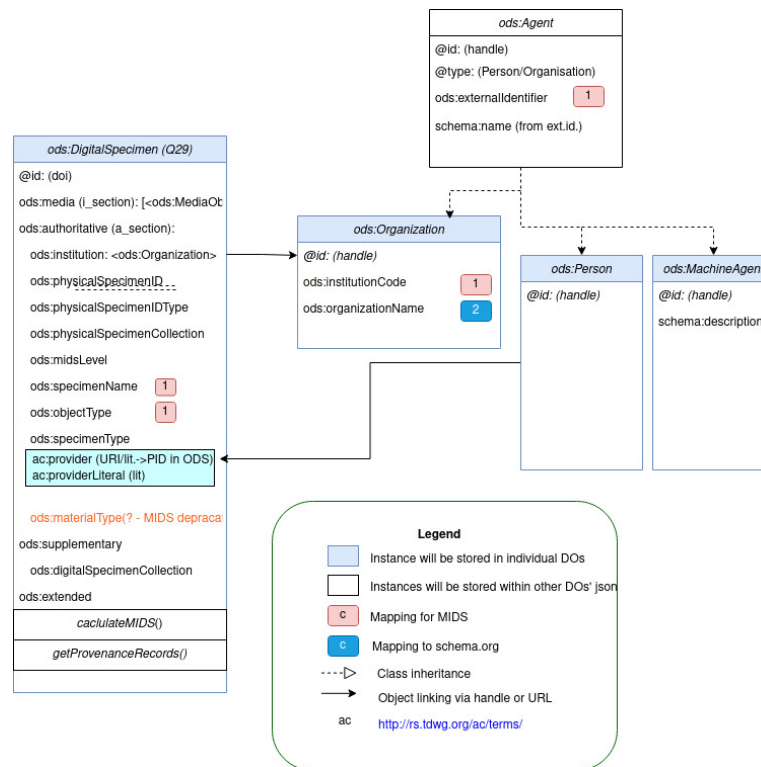 ods:Agent
@id: (handle)
@type: (Person/Organisation)
ods:externalIdentifier 1
schema:name (from ext.id.)
ods:DigitalSpecimen (Q29)
@id: (doi)
ods:media (i_section): [<ods:MediaOb
ods:authoritative (a_section):
ods:institution: <ods:Organization>
ods:physicalSpecimenID
ods:physicalSpecimenIDType
ods:physicalSpecimenCollection
ods:midsLevel
ods:specimenName 1
ods:objectType 1
ods:specimenType
ac:provider (URI/lit.->PID in ODS)
ac:providerLiteral (lit)
ods:materialType(? - MIDS depracat
ods:supplementary
ods:digitalSpecimenCollection
ods:extended
caclulateMIDS()
getProvenanceRecords()
ods:Organization
@id: (handle)
ods:institutionCode 1
ods:organizationName 2
ods:Person
@id: (handle)
ods:MachineAgent
@id: (handle)
schema:description
Legend
Instance will be stored in individual DOs
Instances will be stored within other DOs' json
c Mapping for MIDS
c Mapping to schema.org
Class inheritance
Object linking via handle or URL
ac http://rs.tdwg.org/ac/terms/